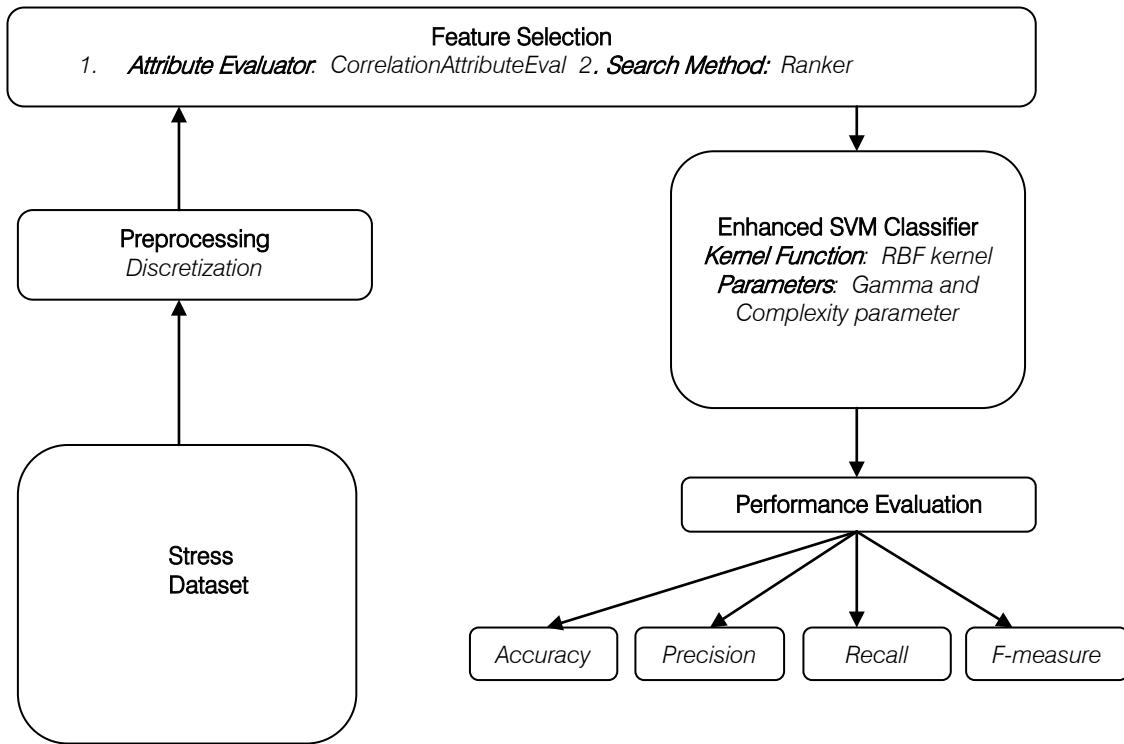 Feature Selection
1. Attribute Evaluator: CorrelationAttributeEval 2. Search Method: Ranker
Preprocessing
Discretization
Enhanced SVM Classifier
Kernel Function: RBF kernel
Parameters: Gamma and
Complexity parameter
Performance Evaluation
Stress
Dataset
Accuracy
Precision
Recall
F-measure